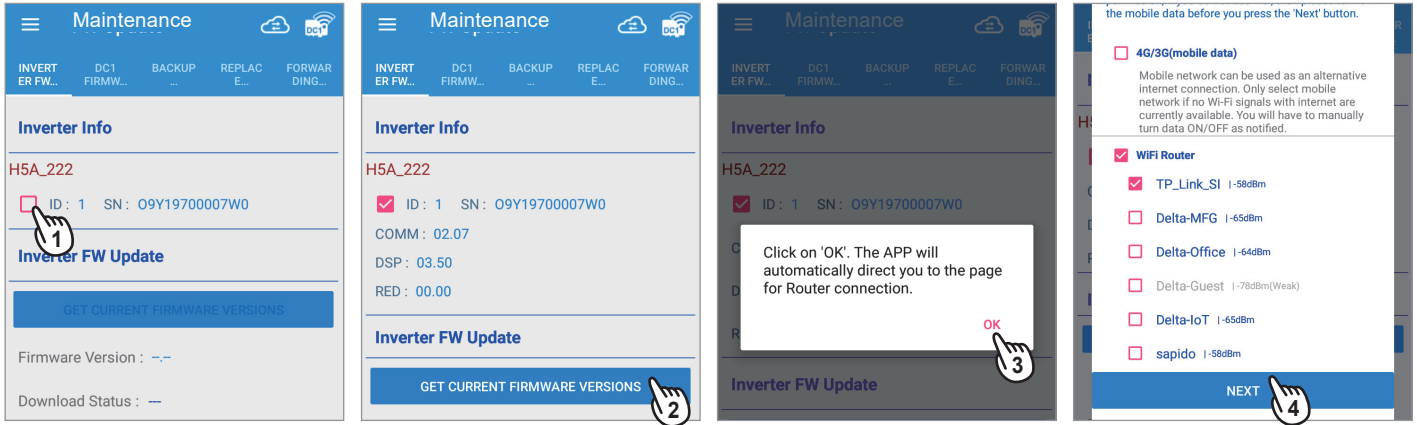 Maintenance
DC1
INVERT
ER FW...
DC1
FIRMW...
BACKUP
...
REPLAC
E...
FORWAR
DING...
Inverter Info
H5A_222
ID : 1 SN : O9Y19700007W0
1
Inverter FW Update
GET CURRENT FIRMWARE VERSIONS
Firmware Version : --.--
Download Status : ---
Maintenance
DC1
INVERT
ER FW...
DC1
FIRMW...
BACKUP
...
REPLAC
E...
FORWAR
DING...
Inverter Info
H5A_222
ID : 1 SN : O9Y19700007W0
COMM : 02.07
DSP : 03.50
RED : 00.00
Inverter FW Update
GET CURRENT FIRMWARE VERSIONS
2
Maintenance
DC1
INVERT
ER FW...
DC1
FIRMW...
BACKUP
...
REPLAC
E...
FORWAR
DING...
Inverter Info
H5A_222
ID : 1 SN : O9Y19700007W0
Click on 'OK'. The APP will
automatically direct you to the page
for Router connection.
OK
3
Inverter FW Update
the mobile data before you press the 'Next' button.
4G/3G(mobile data)
Mobile network can be used as an alternative
internet connection. Only select mobile
network if no Wi-Fi signals with internet are
currently available. You will have to manually
turn data ON/OFF as notified.
WiFi Router
TP_Link_SI | -58dBm
Delta-MFG | -65dBm
Delta-Office | -64dBm
Delta-Guest | -78dBm(Weak)
Delta-IoT | -65dBm
sapido | -58dBm
NEXT
4